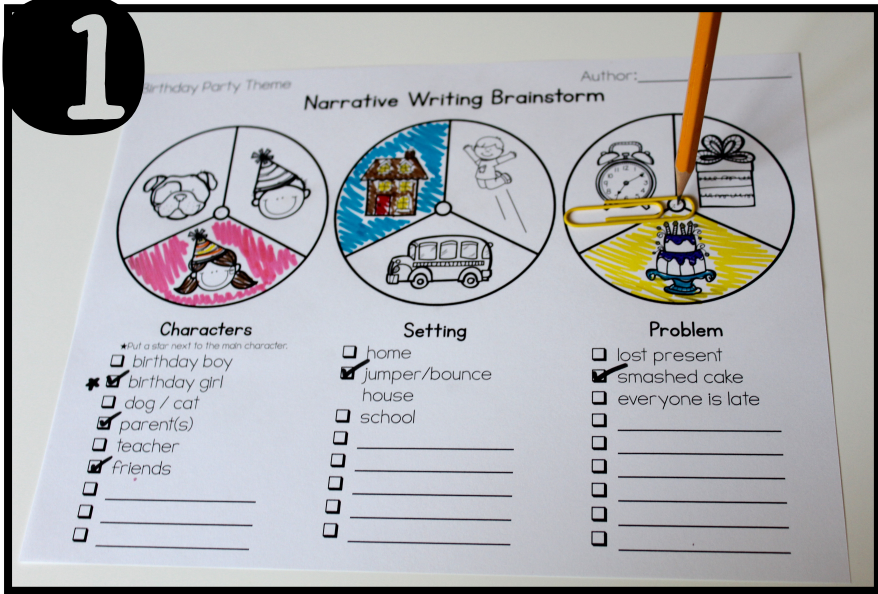 1
Birthday Party Theme
Author:
Narrative Writing Brainstorm
Characters
★Put a star next to the main character.
birthday boy
birthday girl
dog / cat
parent(s)
teacher
friends
Setting
home
jumper/bounce
house
school
Problem
lost present
smashed cake
everyone is late